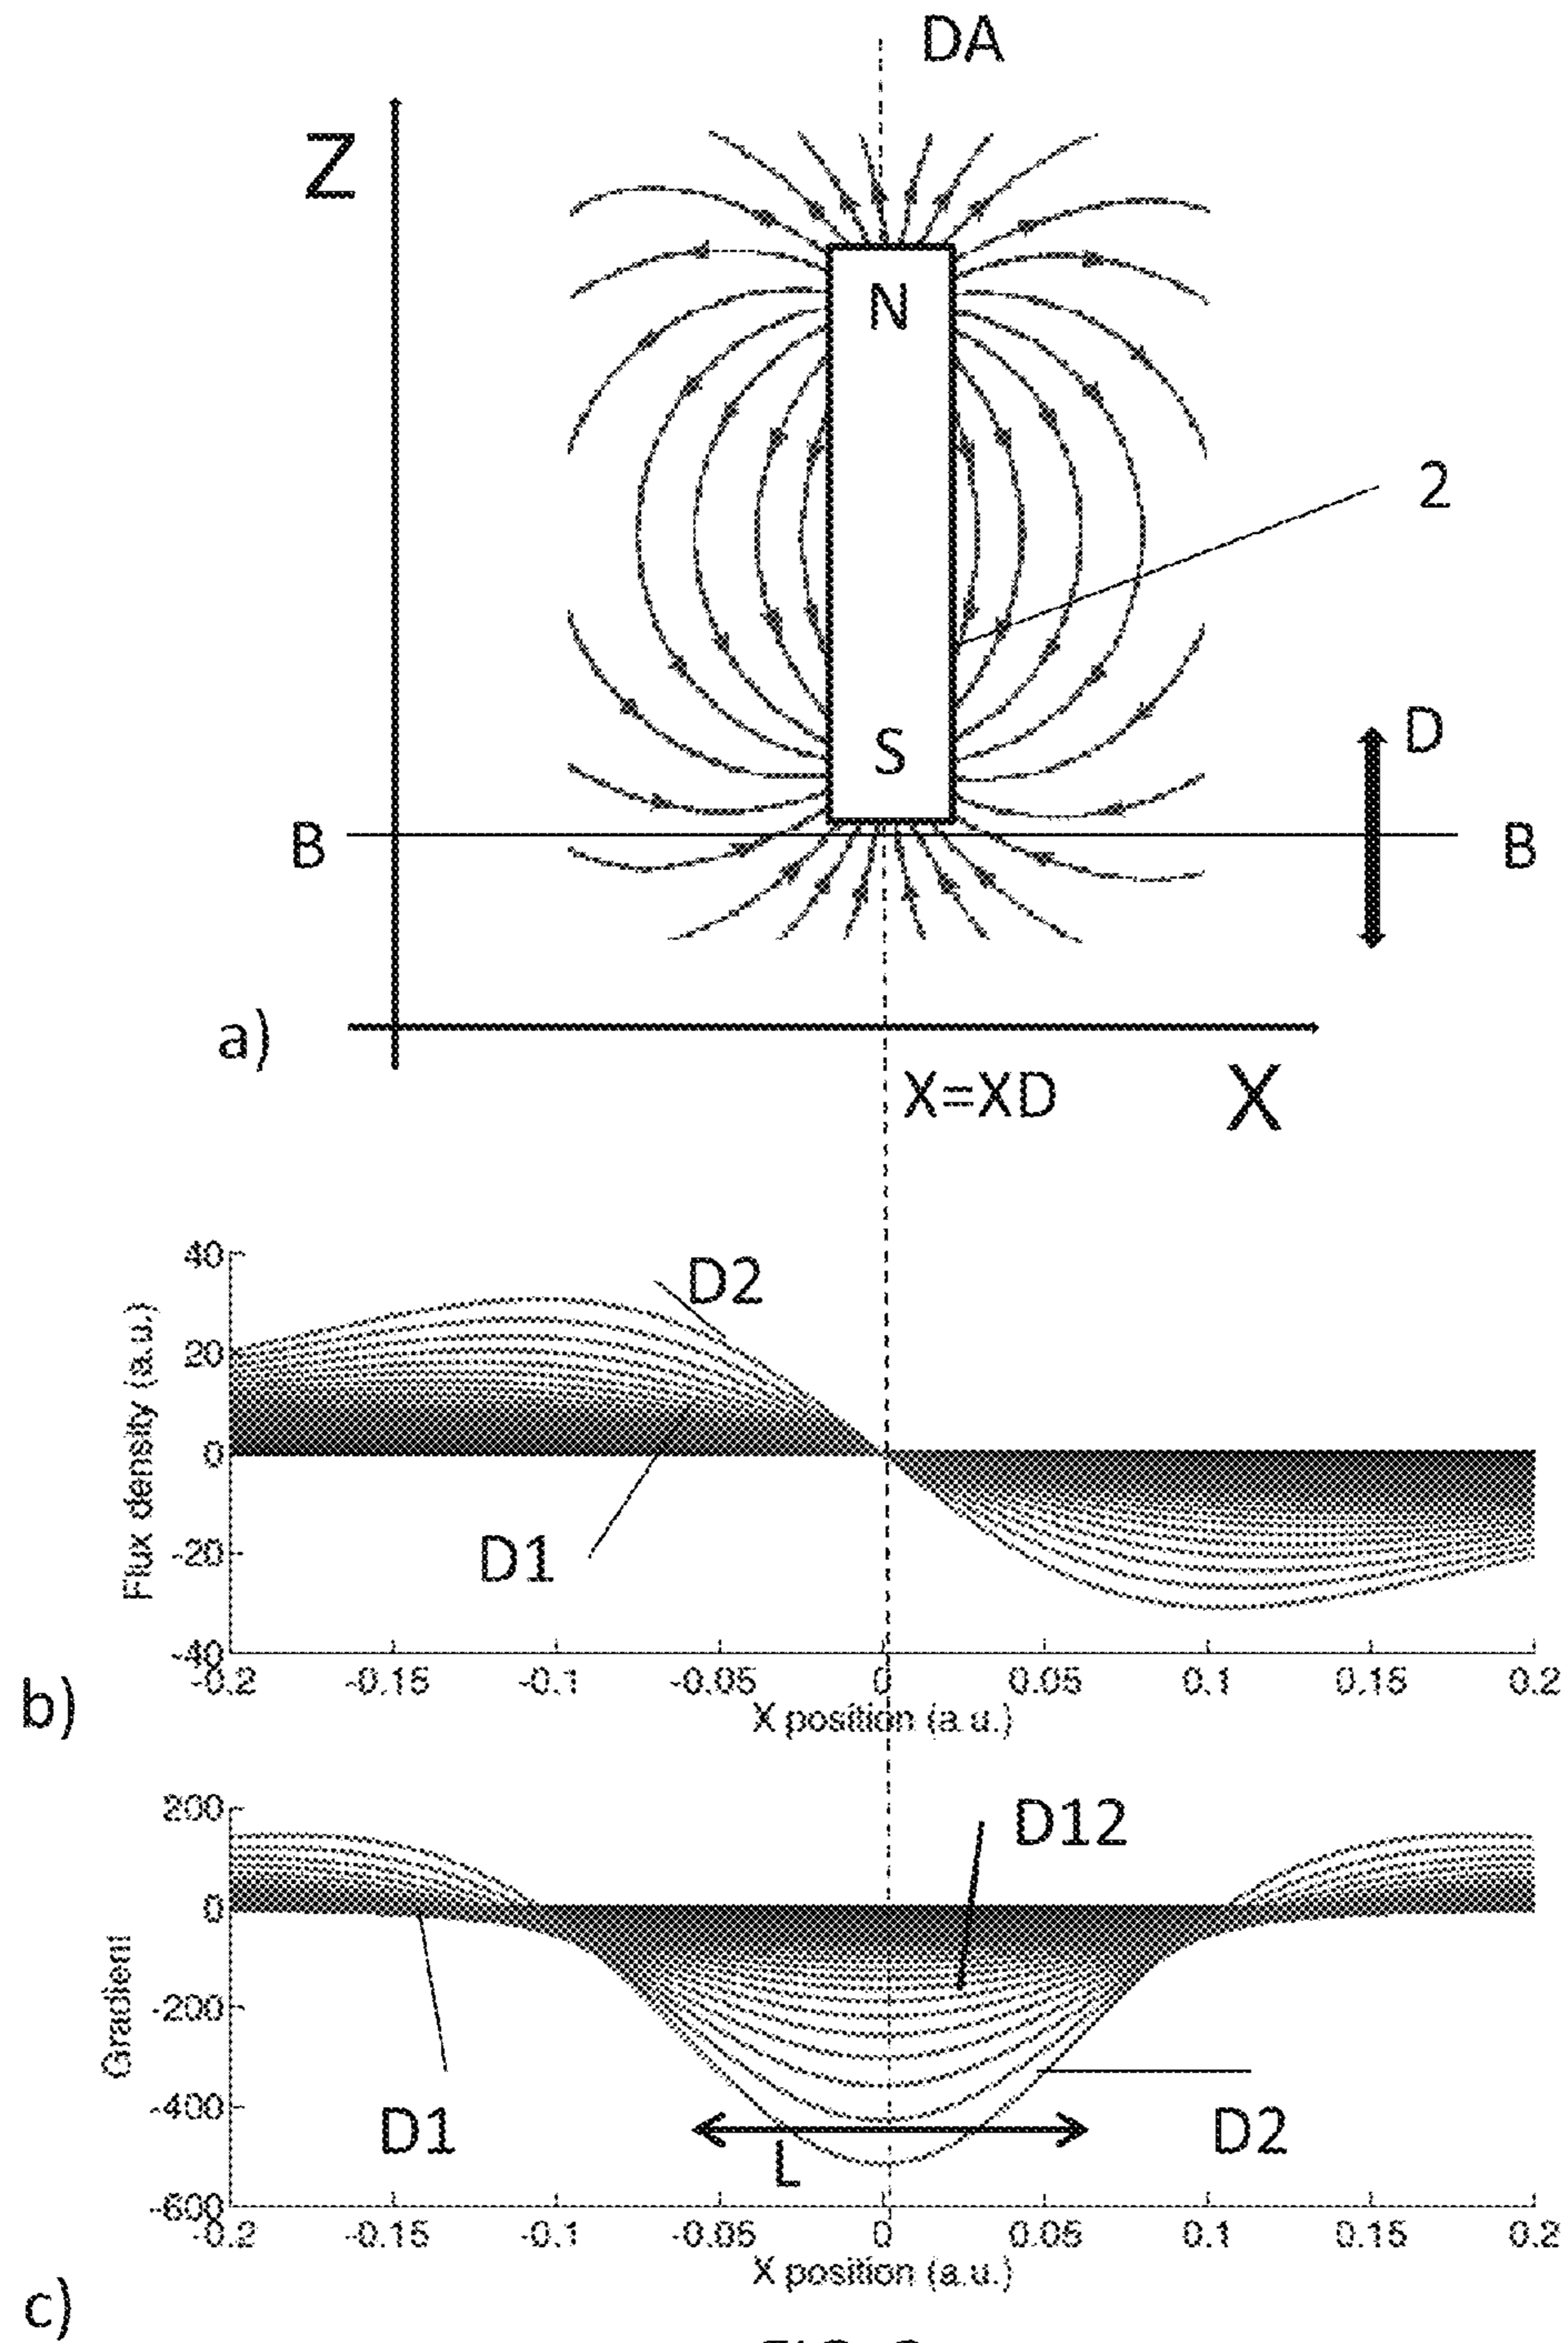 DA
Z
N
2
S
D
B B
a)
X=XD X
40
20
0
-20
-40
Flux density (a.u.)
D2
D1
-0.2 -0.15 -0.1 -0.05 0 0.05 0.1 0.15 0.2
X position (a.u.)
b)
200
0
-200
-400
-600
Gradient
D12
D1
L
D2
-0.2 -0.15 -0.1 -0.05 0 0.05 0.1 0.15 0.2
X position (a.u.)
c)